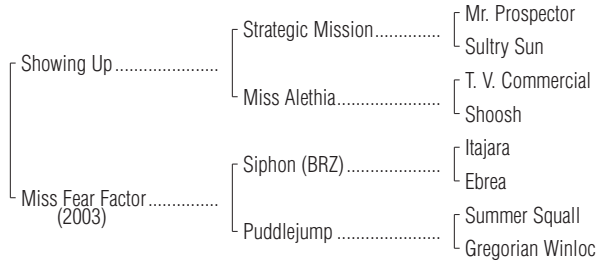 Mr. Prospector
Strategic Mission..............
Sultry Sun
Showing Up......................
T. V. Commercial
Miss Alethia......................
Shoosh
Itajara
Siphon (BRZ)....................
Ebrea
Miss Fear Factor...............
(2003)
Summer Squall
Puddlejump......................
Gregorian Winloc